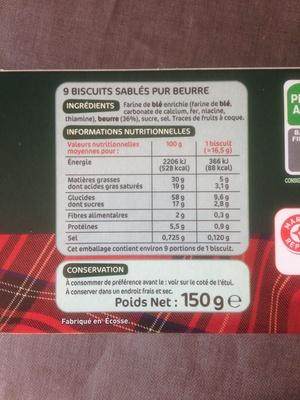 9 BISCUITS SABLÉS PUR BEURRE
INGRÉDIENTS Farine de blé enrichie (farine de blé,
carbonate de calcium, fer, niacine,
thiamine), beurre (36%), sucre, sel. Traces de fruits à coque.
INFORMATIONS NUTRITIONNELLES
Valeurs nutritionnelles moyennes pour : 100 g 1 biscuit (≈16,5 g)
Énergie 2206 kJ (528 kcal) 366 kJ (88 kcal)
Matières grasses 30 g 5 g
dont acides gras saturés 19 g 3,1 g
Glucides 58 g 9,6 g
dont sucres 17 g 2,8 g
Fibres alimentaires 2 g 0,3 g
Protéines 5,5 g 0,9 g
Sel 0,725 g 0,120 g
Cet emballage contient environ 9 portions de 1 biscuit.
CONSERVATION
À consommer de préférence avant le : voir sur le coté de l'étui.
À conserver dans un endroit frais et sec.
Poids Net : 150 g e
Fabriqué en Écosse.